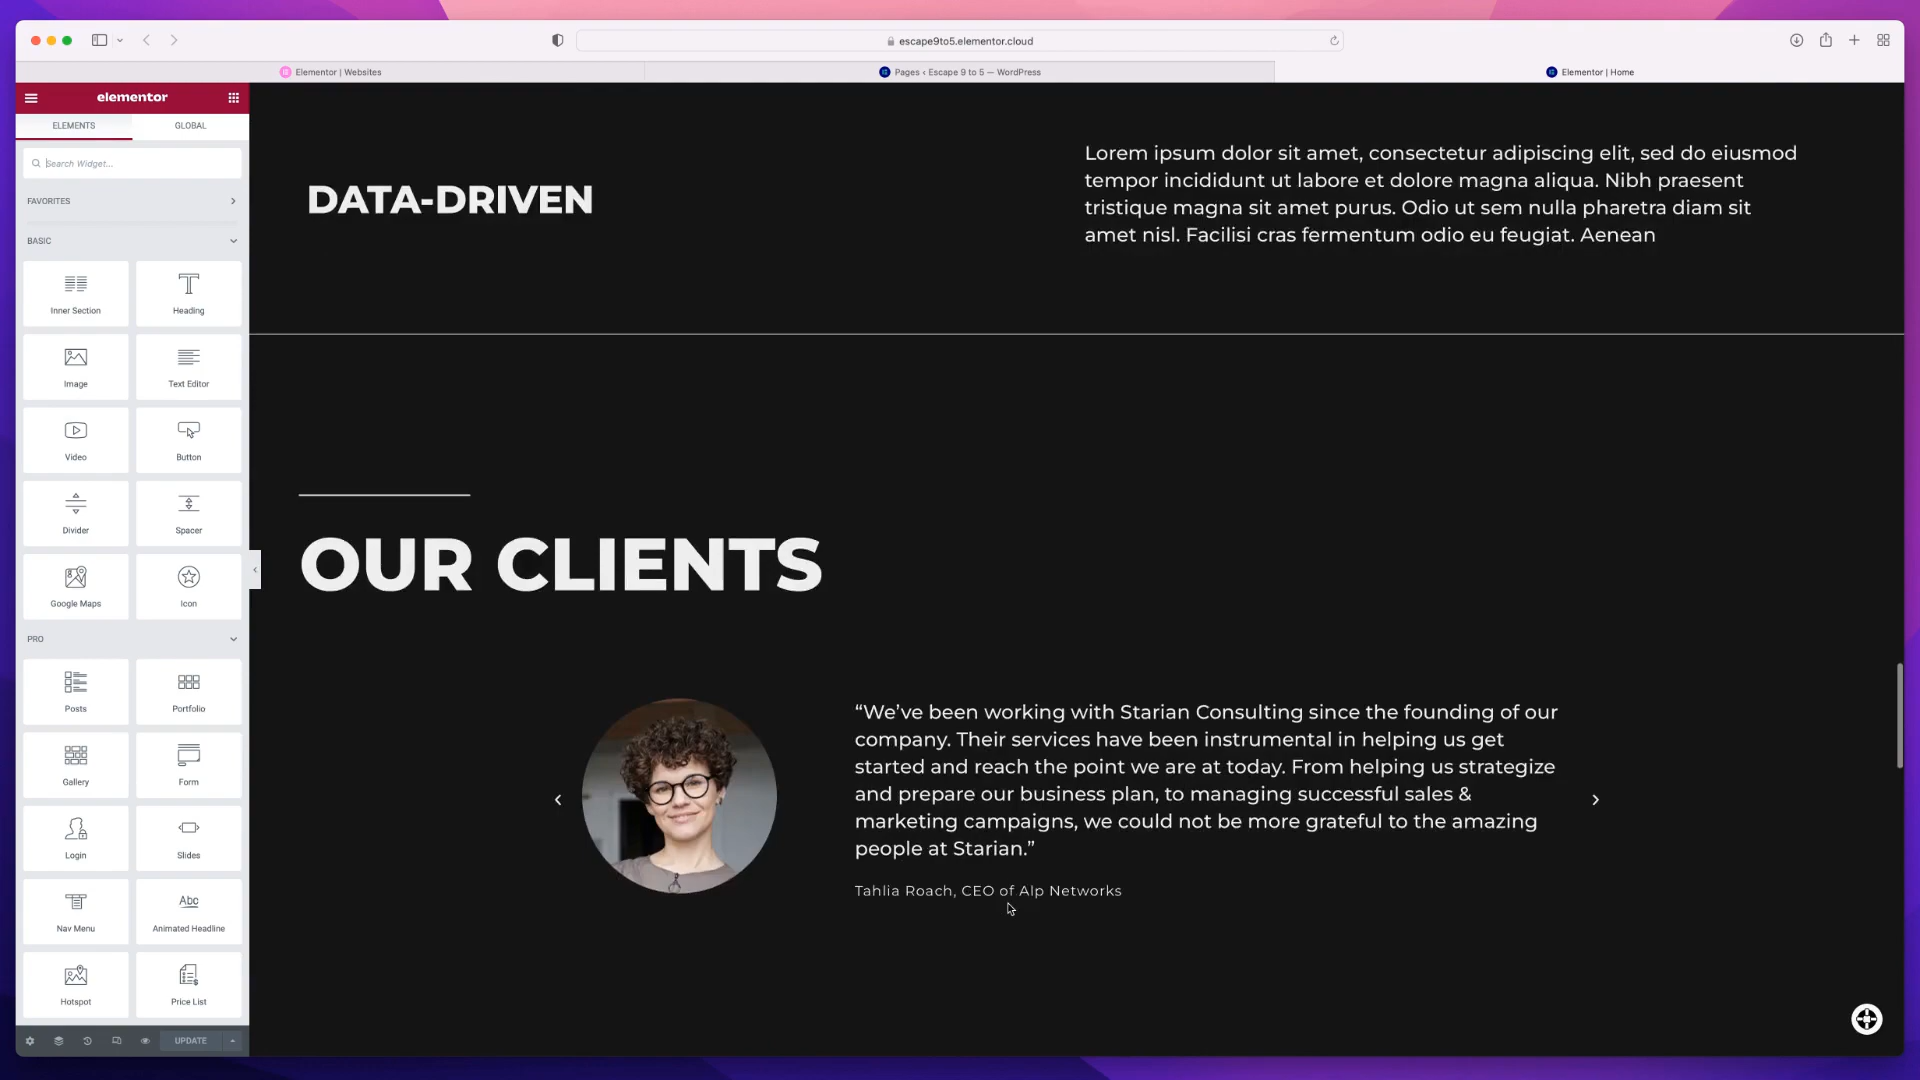 escape9to5.elementor.cloud
Elementor | Websites
Pages ‹ Escape 9 to 5 — WordPress
Elementor | Home
elementor
ELEMENTS
GLOBAL
Search Widget...
FAVORITES
BASIC
Inner Section
Heading
Image
Text Editor
Video
Button
Divider
Spacer
Google Maps
Icon
PRO
Posts
Portfolio
Gallery
Form
Login
Slides
Nav Menu
Abc
Animated Headline
Hotspot
Price List
UPDATE
DATA-DRIVEN
Lorem ipsum dolor sit amet, consectetur adipiscing elit, sed do eiusmod
tempor incididunt ut labore et dolore magna aliqua. Nibh praesent
tristique magna sit amet purus. Odio ut sem nulla pharetra diam sit
amet nisl. Facilisi cras fermentum odio eu feugiat. Aenean
OUR CLIENTS
“We’ve been working with Starian Consulting since the founding of our
company. Their services have been instrumental in helping us get
started and reach the point we are at today. From helping us strategize
and prepare our business plan, to managing successful sales &
marketing campaigns, we could not be more grateful to the amazing
people at Starian.”
Tahlia Roach, CEO of Alp Networks